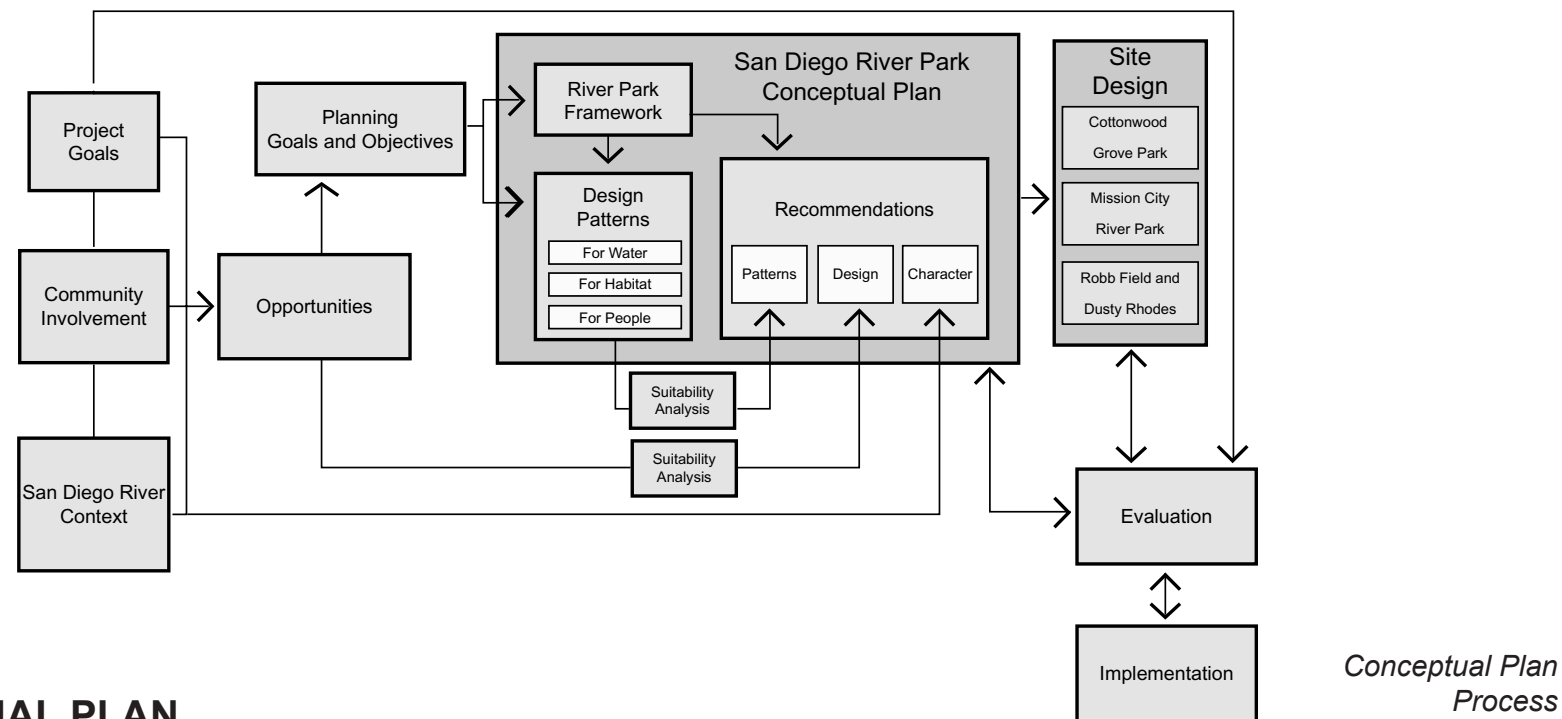 Project
Goals
Community
Involvement
San Diego River
Context
Opportunities
Planning
Goals and Objectives
San Diego River Park
Conceptual Plan
River Park
Framework
Design
Patterns
For Water
For Habitat
For People
Recommendations
Patterns
Design
Character
Suitability
Analysis
Suitability
Analysis
Site
Design
Cottonwood
Grove Park
Mission City
River Park
Robb Field and
Dusty Rhodes
Evaluation
Implementation
Conceptual Plan
Process
PLAN